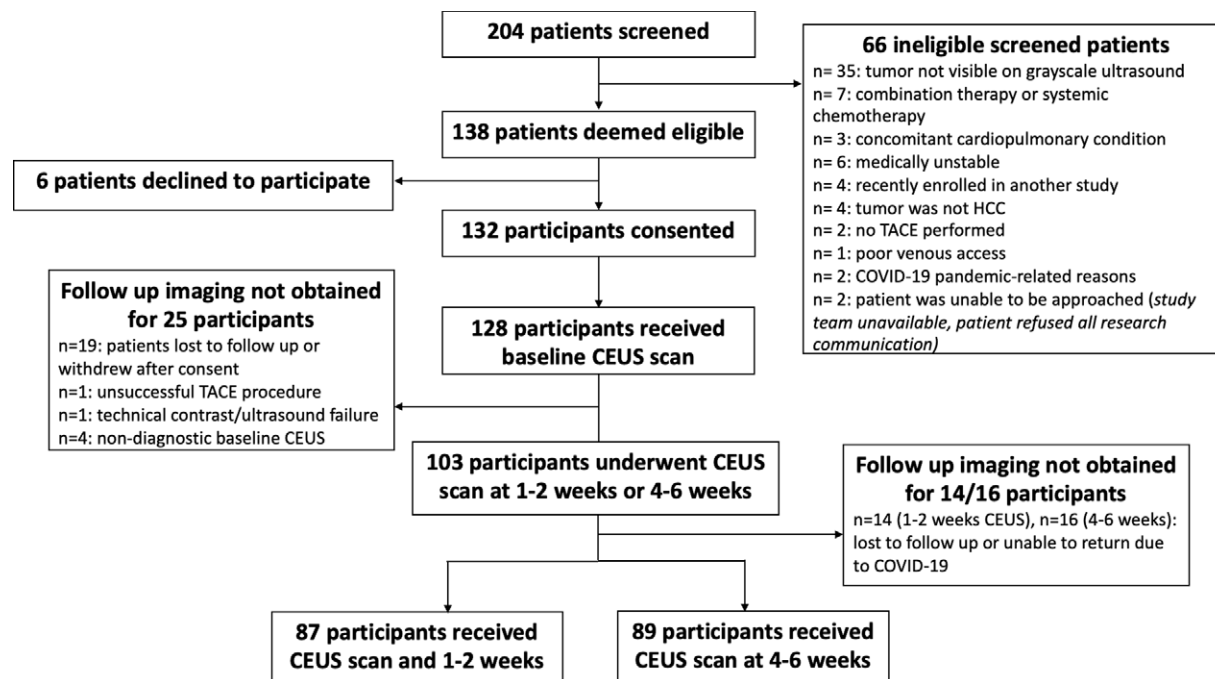 204 patients screened
66 ineligible screened patients
n= 35: tumor not visible on grayscale ultrasound
n= 7: combination therapy or systemic
chemotherapy
n= 3: concomitant cardiopulmonary condition
n= 6: medically unstable
n= 4: recently enrolled in another study
n= 4: tumor was not HCC
n= 2: no TACE performed
n= 1: poor venous access
n= 2: COVID-19 pandemic-related reasons
n= 2: patient was unable to be approached (study
team unavailable, patient refused all research
communication)
138 patients deemed eligible
6 patients declined to participate
132 participants consented
Follow up imaging not obtained
for 25 participants
n=19: patients lost to follow up or
withdrew after consent
n=1: unsuccessful TACE procedure
n=1: technical contrast/ultrasound failure
n=4: non-diagnostic baseline CEUS
128 participants received
baseline CEUS scan
103 participants underwent CEUS
scan at 1-2 weeks or 4-6 weeks
Follow up imaging not obtained
for 14/16 participants
n=14 (1-2 weeks CEUS), n=16 (4-6 weeks):
lost to follow up or unable to return due
to COVID-19
87 participants received
CEUS scan and 1-2 weeks
89 participants received
CEUS scan at 4-6 weeks